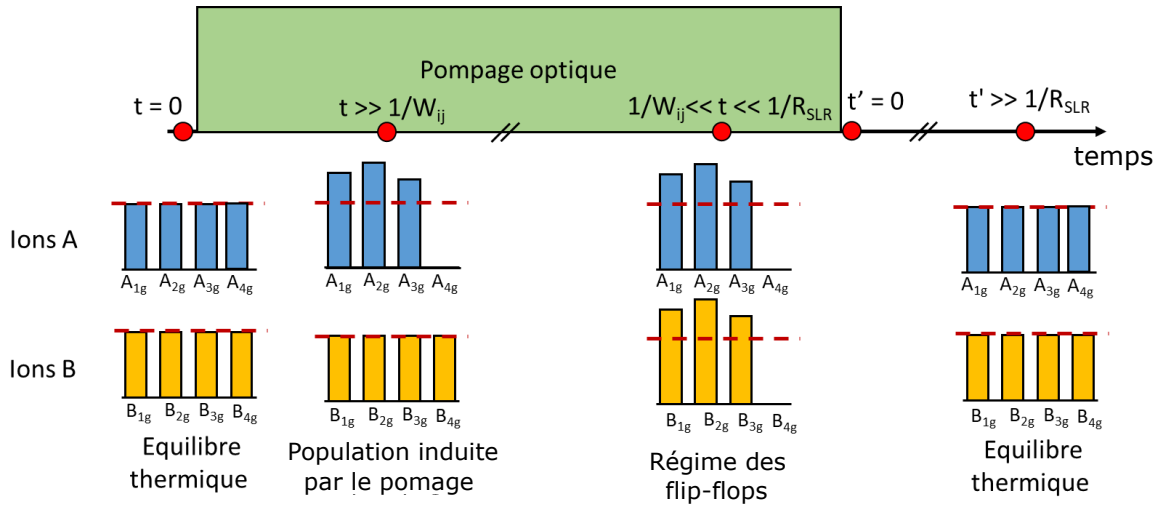 Pompage optique
t = 0
t >> 1/Wij
1/Wij<< t << 1/RSLR
t’ = 0
t' >> 1/RSLR
temps
Ions A
A1g A2g A3g A4g
A1g A2g A3g A4g
A1g A2g A3g A4g
A1g A2g A3g A4g
Ions B
B1g B2g B3g B4g
B1g B2g B3g B4g
B1g B2g B3g B4g
B1g B2g B3g B4g
Equilibre
thermique
Population induite
par le pomage
Régime des
flip-flops
Equilibre
thermique